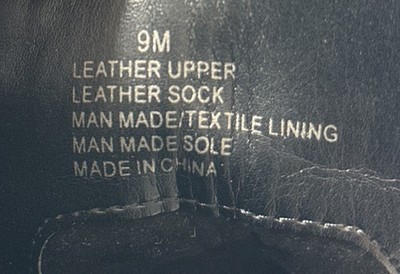 9M
LEATHER UPPER
LEATHER SOCK
MAN MADE/TEXTILE LINING
MAN MADE SOLE
MADE IN CHINA